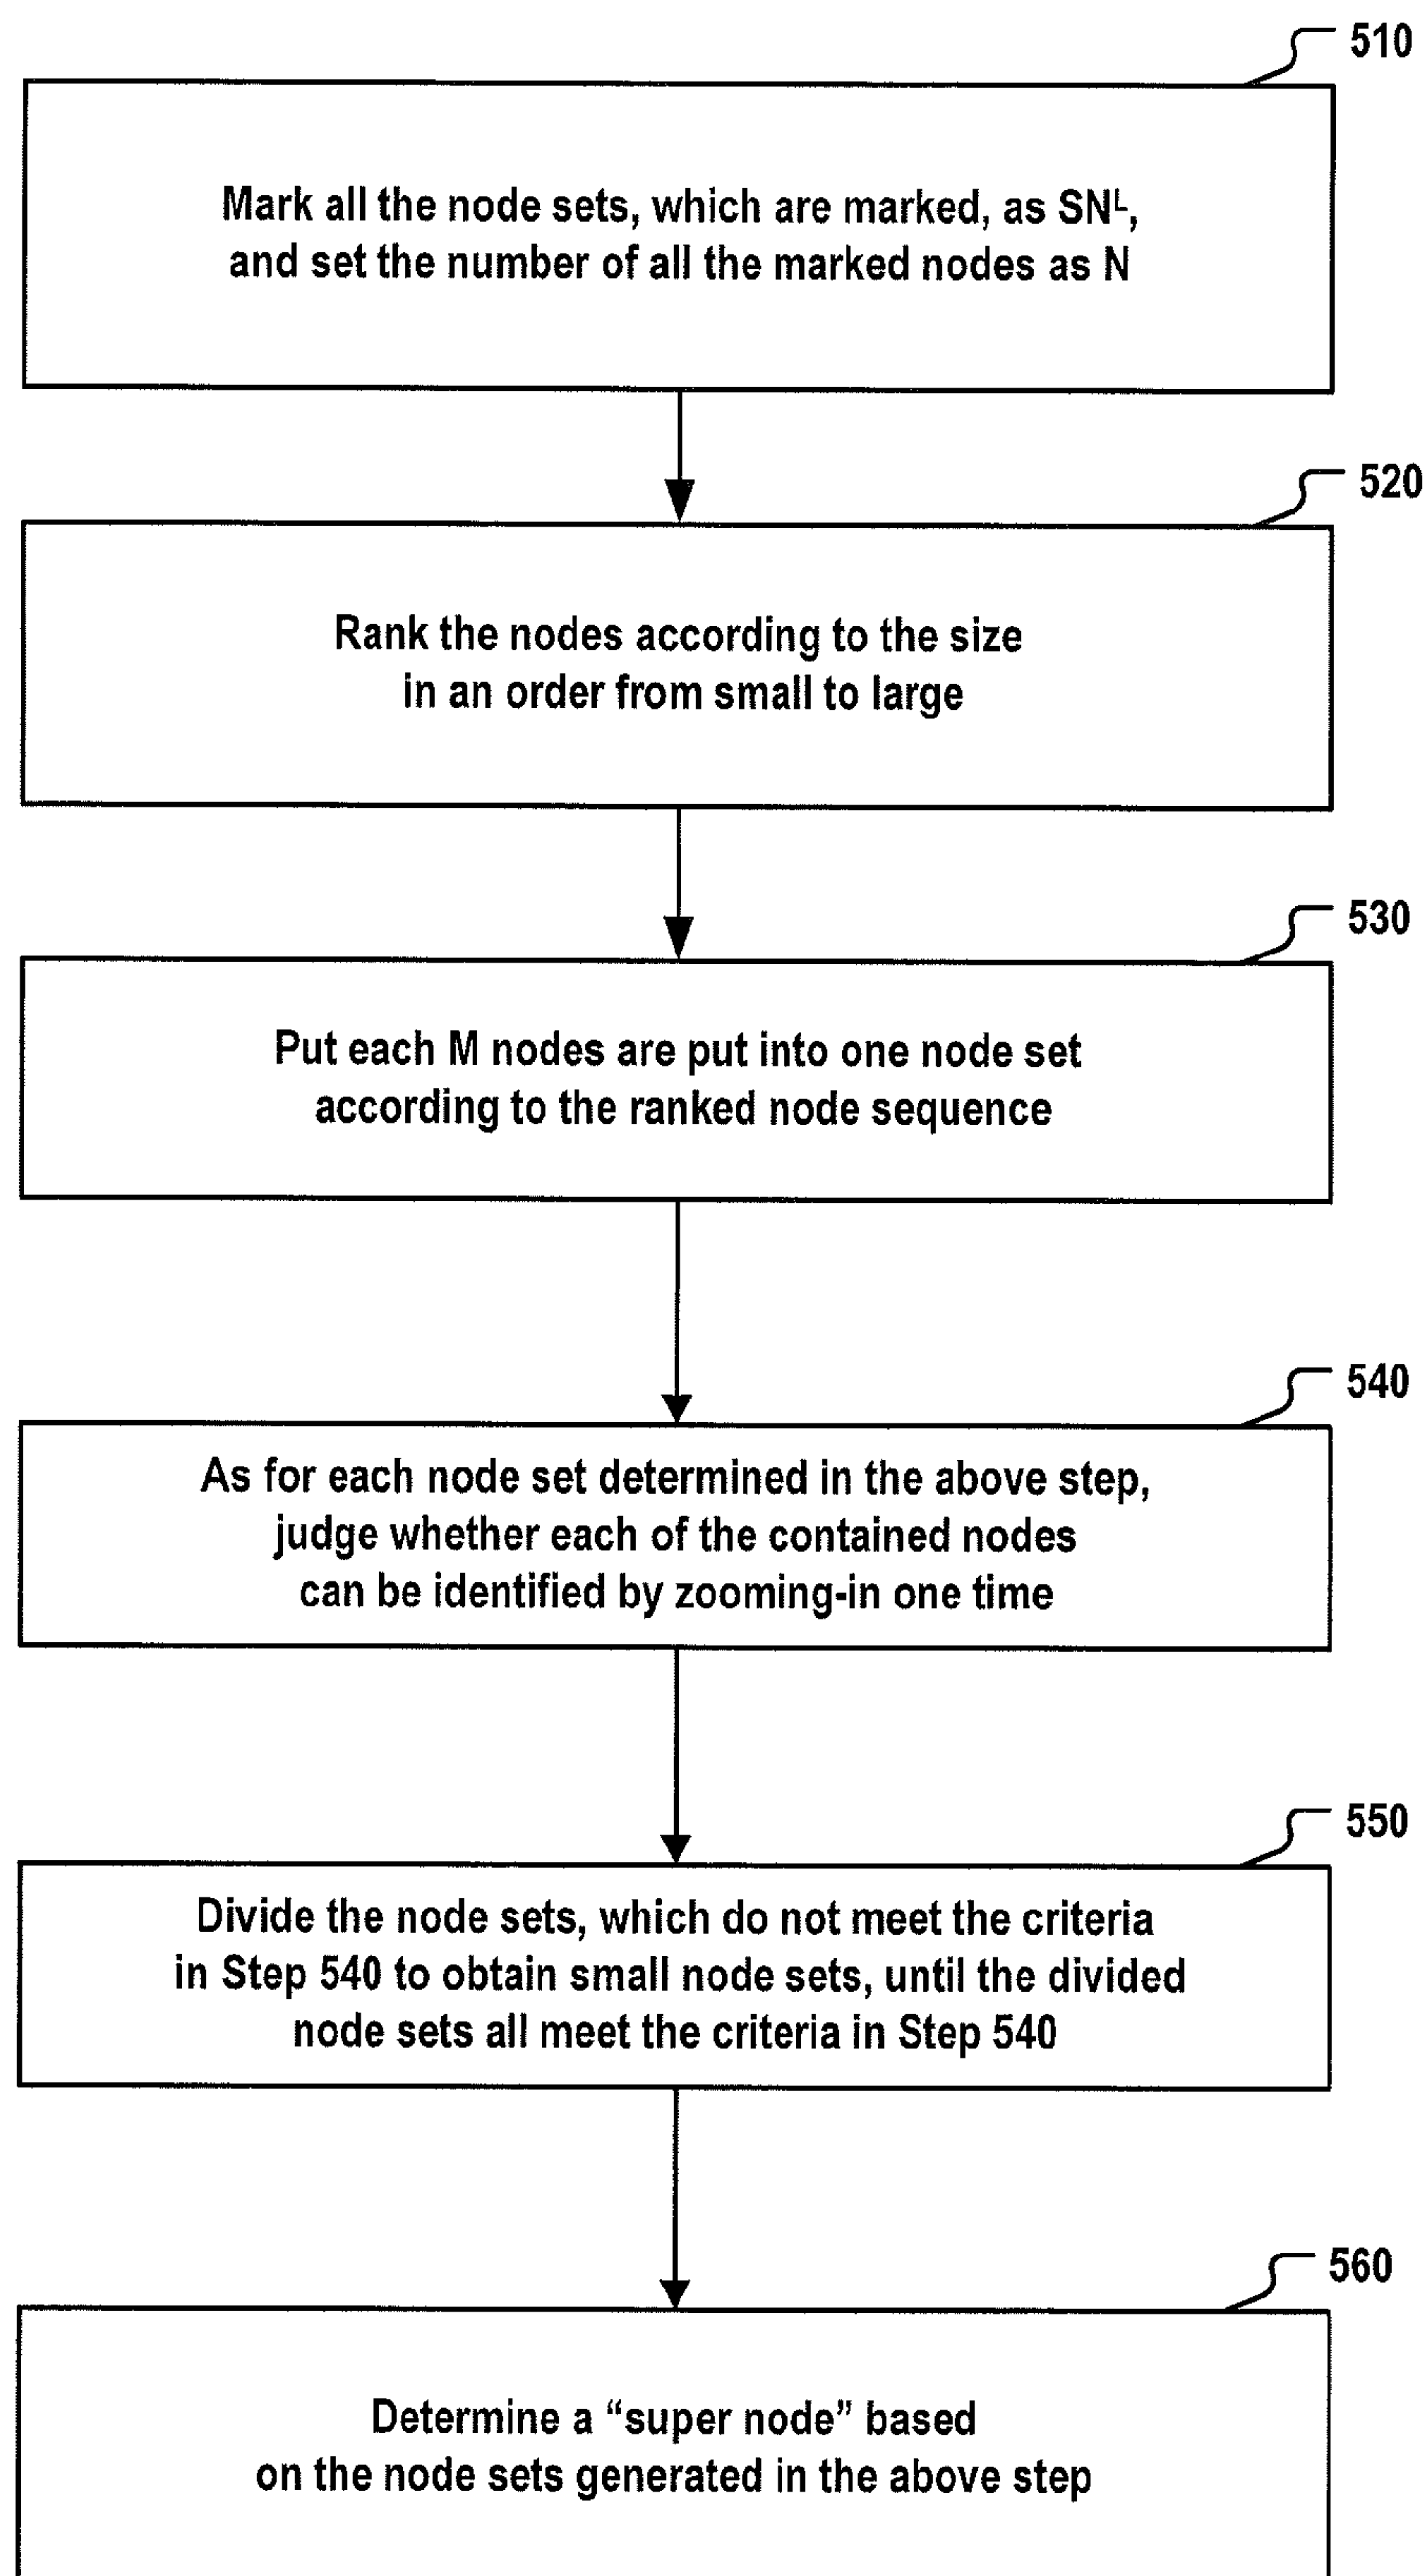 510
Mark all the node sets, which are marked, as SNᴸ,
and set the number of all the marked nodes as N
520
Rank the nodes according to the size
in an order from small to large
530
Put each M nodes are put into one node set
according to the ranked node sequence
540
As for each node set determined in the above step,
judge whether each of the contained nodes
can be identified by zooming-in one time
550
Divide the node sets, which do not meet the criteria
in Step 540 to obtain small node sets, until the divided
node sets all meet the criteria in Step 540
560
Determine a “super node” based
on the node sets generated in the above step